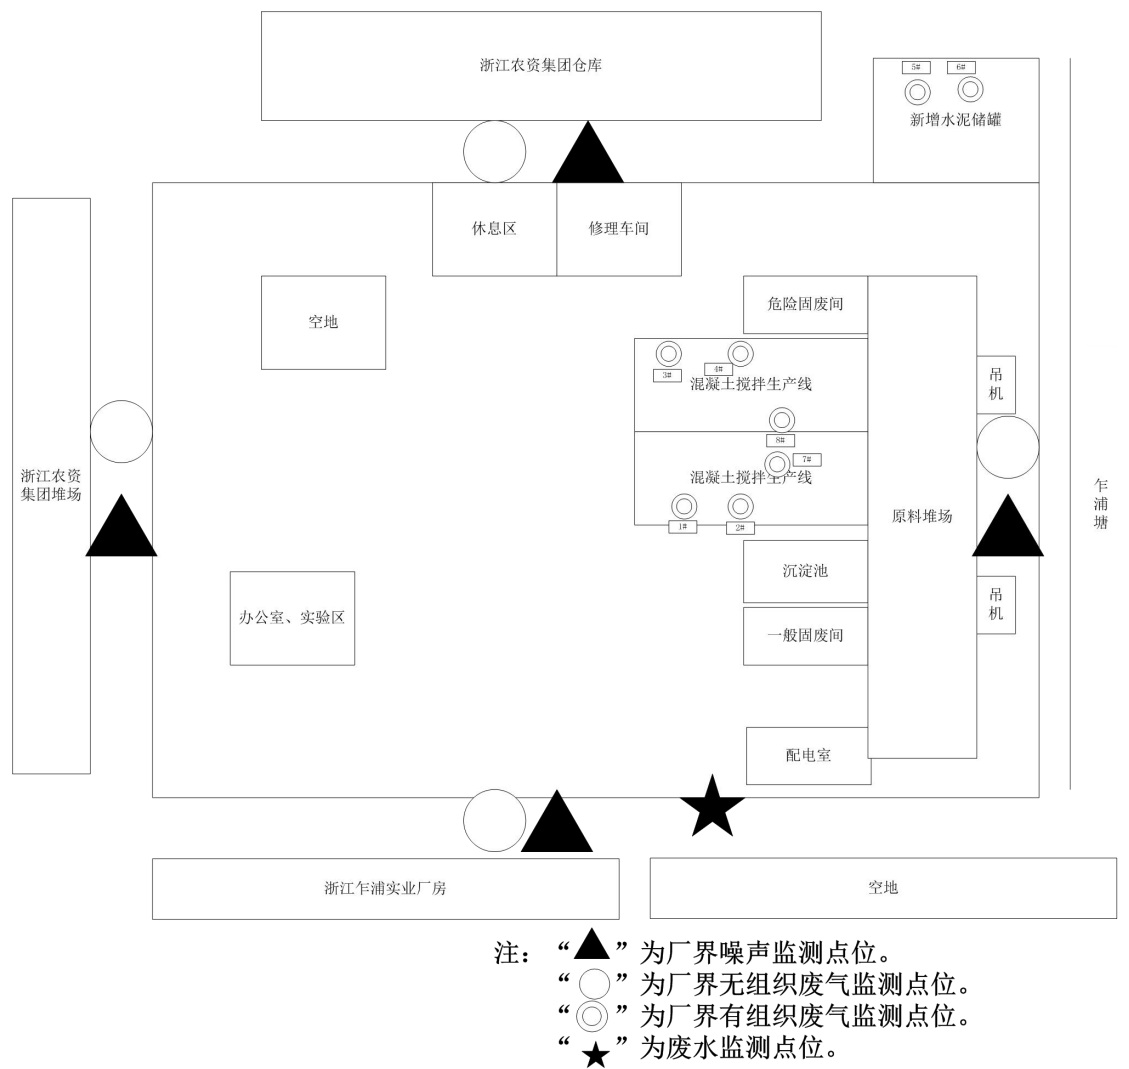 浙江农资集团仓库
5#
6#
新增水泥储罐
休息区
修理车间
空地
危险固废间
3#
4#
混凝土搅拌生产线
吊
机
8#
7#
混凝土搅拌生产线
浙江农资
集团堆场
原料堆场
乍
浦
塘
1#
2#
沉淀池
吊
机
办公室、实验区
一般固废间
配电室
浙江乍浦实业厂房
空地
注：“▲”为厂界噪声监测点位。
“○”为厂界无组织废气监测点位。
“◎”为厂界有组织废气监测点位。
“★”为废水监测点位。